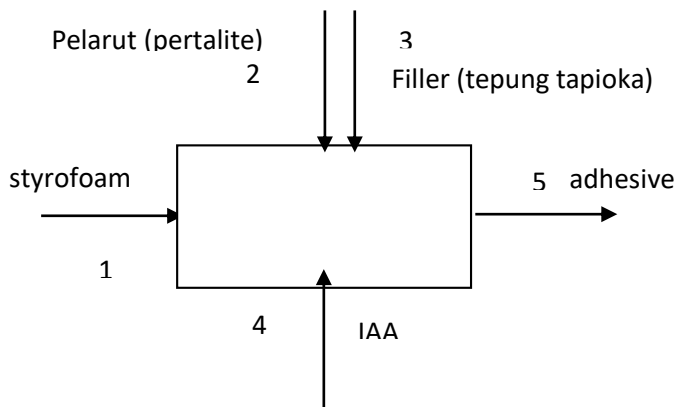 Pelarut (pertalite)
2
3
Filler (tepung tapioka)
styrofoam
1
5
adhesive
4
IAA